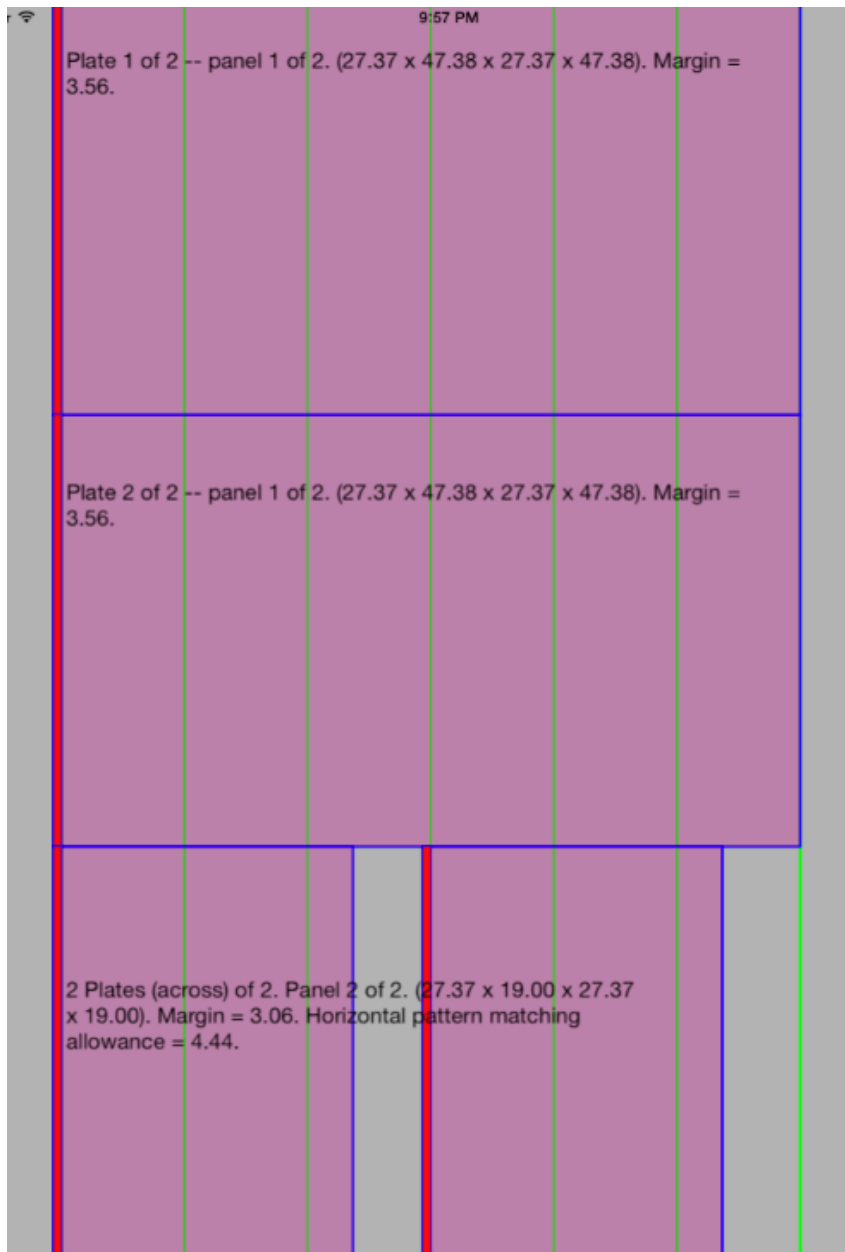 9:57 PM
Plate 1 of 2 -- panel 1 of 2. (27.37 x 47.38 x 27.37 x 47.38). Margin =
3.56.
Plate 2 of 2 -- panel 1 of 2. (27.37 x 47.38 x 27.37 x 47.38). Margin =
3.56.
2 Plates (across) of 2. Panel 2 of 2. (27.37 x 19.00 x 27.37
x 19.00). Margin = 3.06. Horizontal pattern matching
allowance = 4.44.